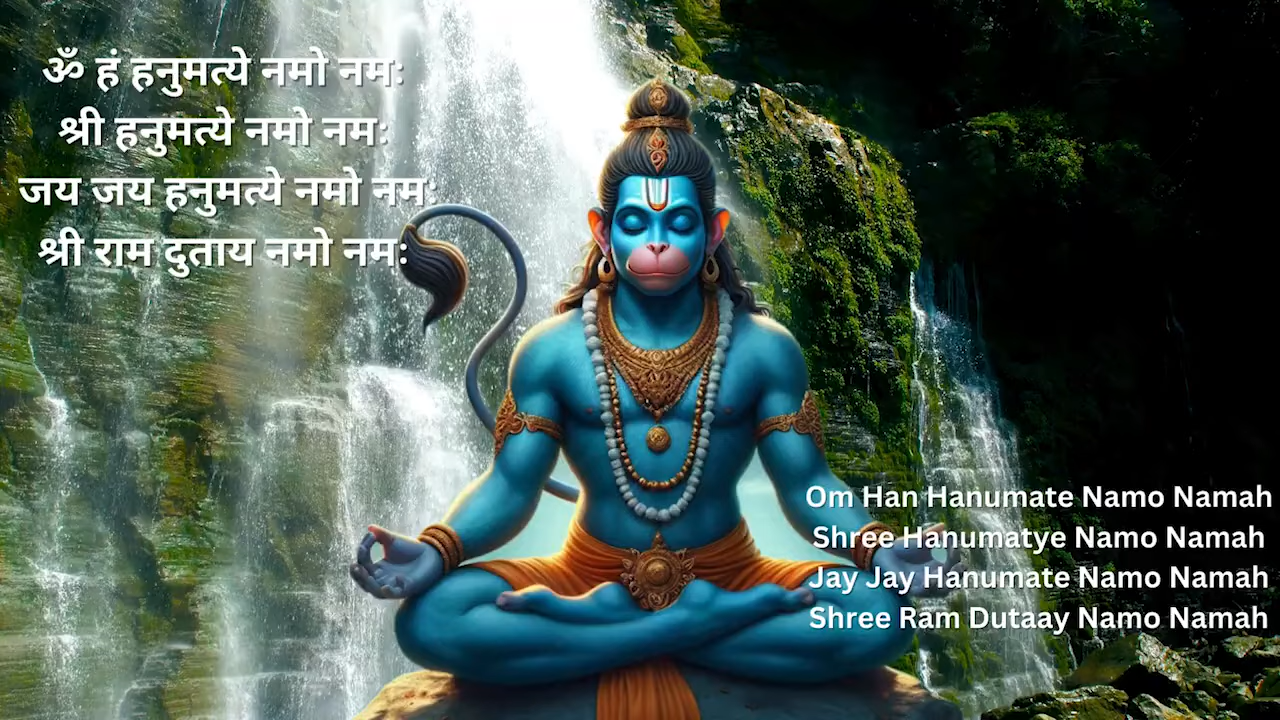 ॐ हं हनुमत्ये नमो नमः
श्री हनुमत्ये नमो नमः
जय जय हनुमत्ये नमो नमः
श्री राम दुताय नमो नमः
Om Han Hanumate Namo Namah
Shree Hanumatye Namo Namah
Jay Jay Hanumate Namo Namah
Shree Ram Dutaay Namo Namah